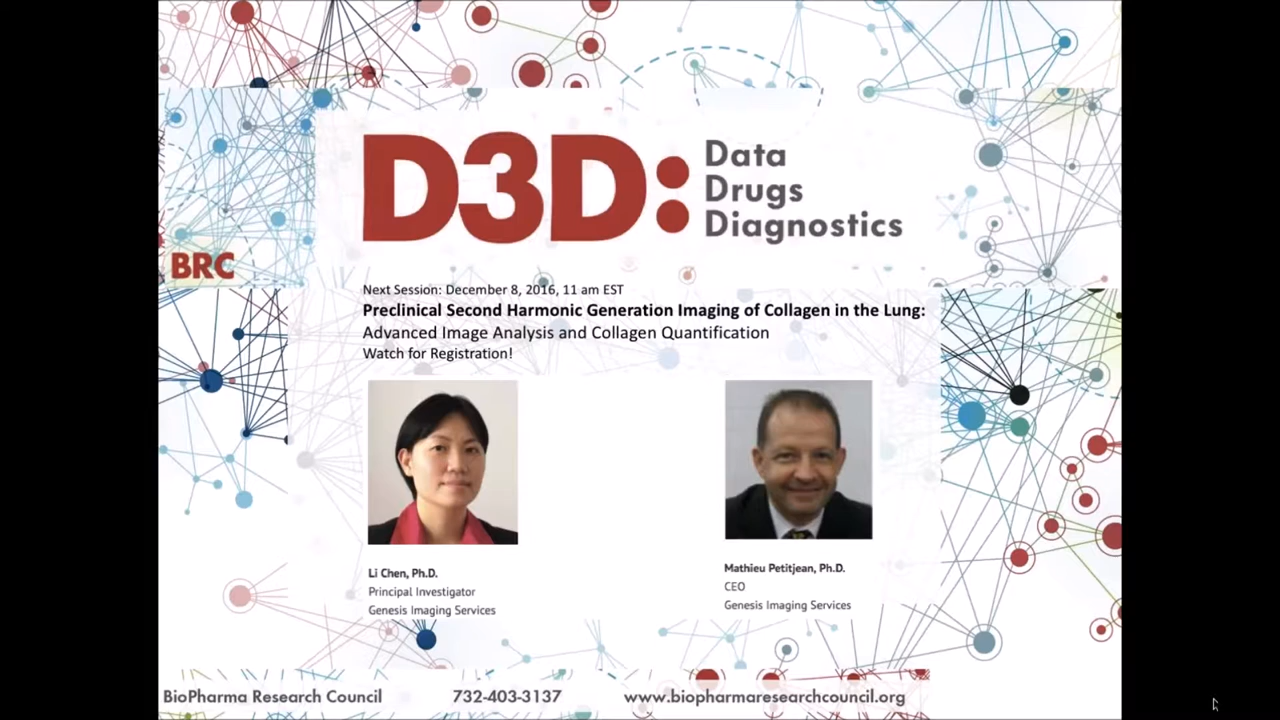 D3D:
Data
Drugs
Diagnostics
BRC
Next Session: December 8, 2016, 11 am EST
Preclinical Second Harmonic Generation Imaging of Collagen in the Lung:
Advanced Image Analysis and Collagen Quantification
Watch for Registration!
Li Chen, Ph.D.
Principal Investigator
Genesis Imaging Services
Mathieu Petitjean, Ph.D.
CEO
Genesis Imaging Services
BioPharma Research Council 732-403-3137 www.biopharmaresearchcouncil.org